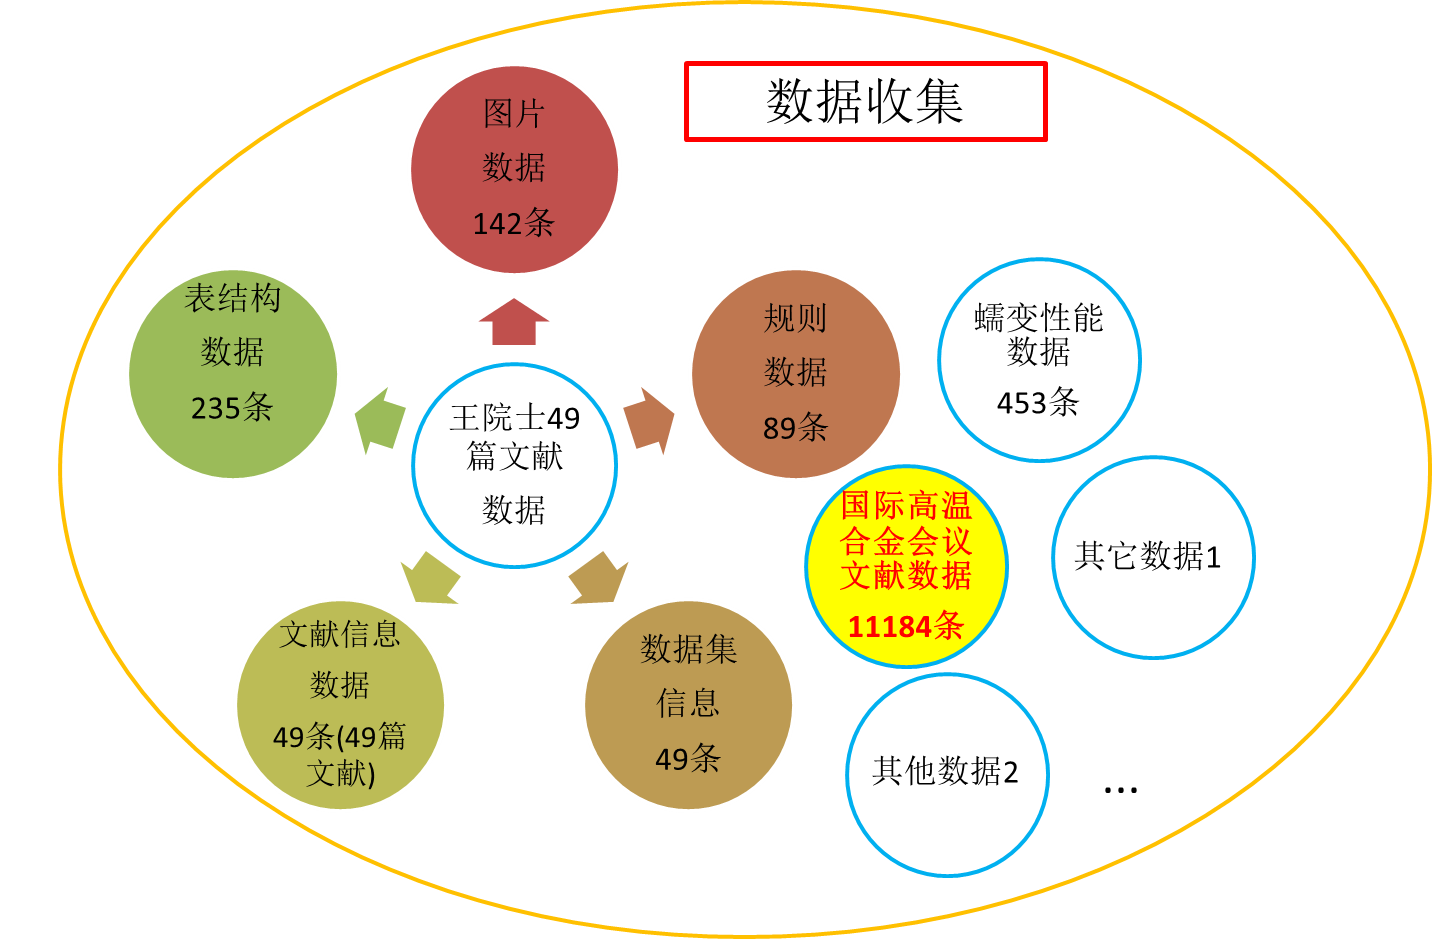 数据收集
图片
数据
142条
表结构
数据
235条
王院士49
篇文献
数据
规则
数据
89条
蠕变性能
数据
453条
国际高温
合金会议
文献数据
11184条
其它数据1
文献信息
数据
49条(49篇
文献)
数据集
信息
49条
其他数据2
...